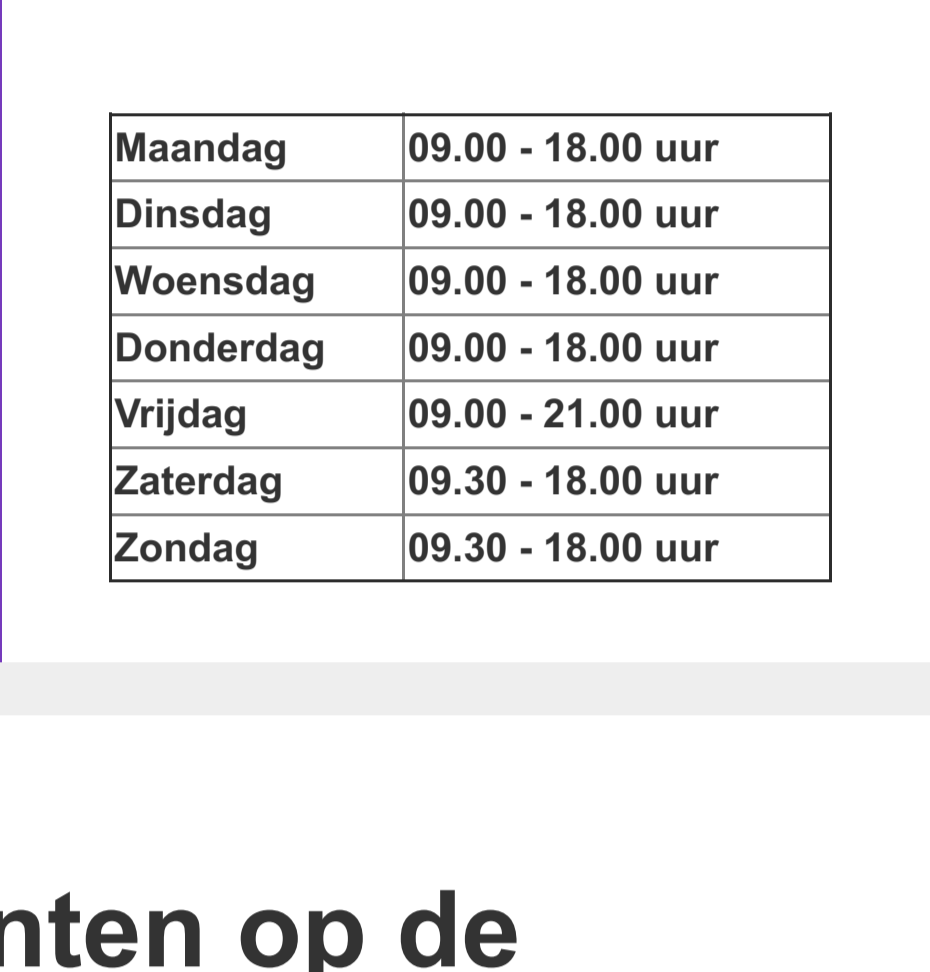 Maandag 09.00 - 18.00 uur
Dinsdag 09.00 - 18.00 uur
Woensdag 09.00 - 18.00 uur
Donderdag 09.00 - 18.00 uur
Vrijdag 09.00 - 21.00 uur
Zaterdag 09.30 - 18.00 uur
Zondag 09.30 - 18.00 uur
nten op de